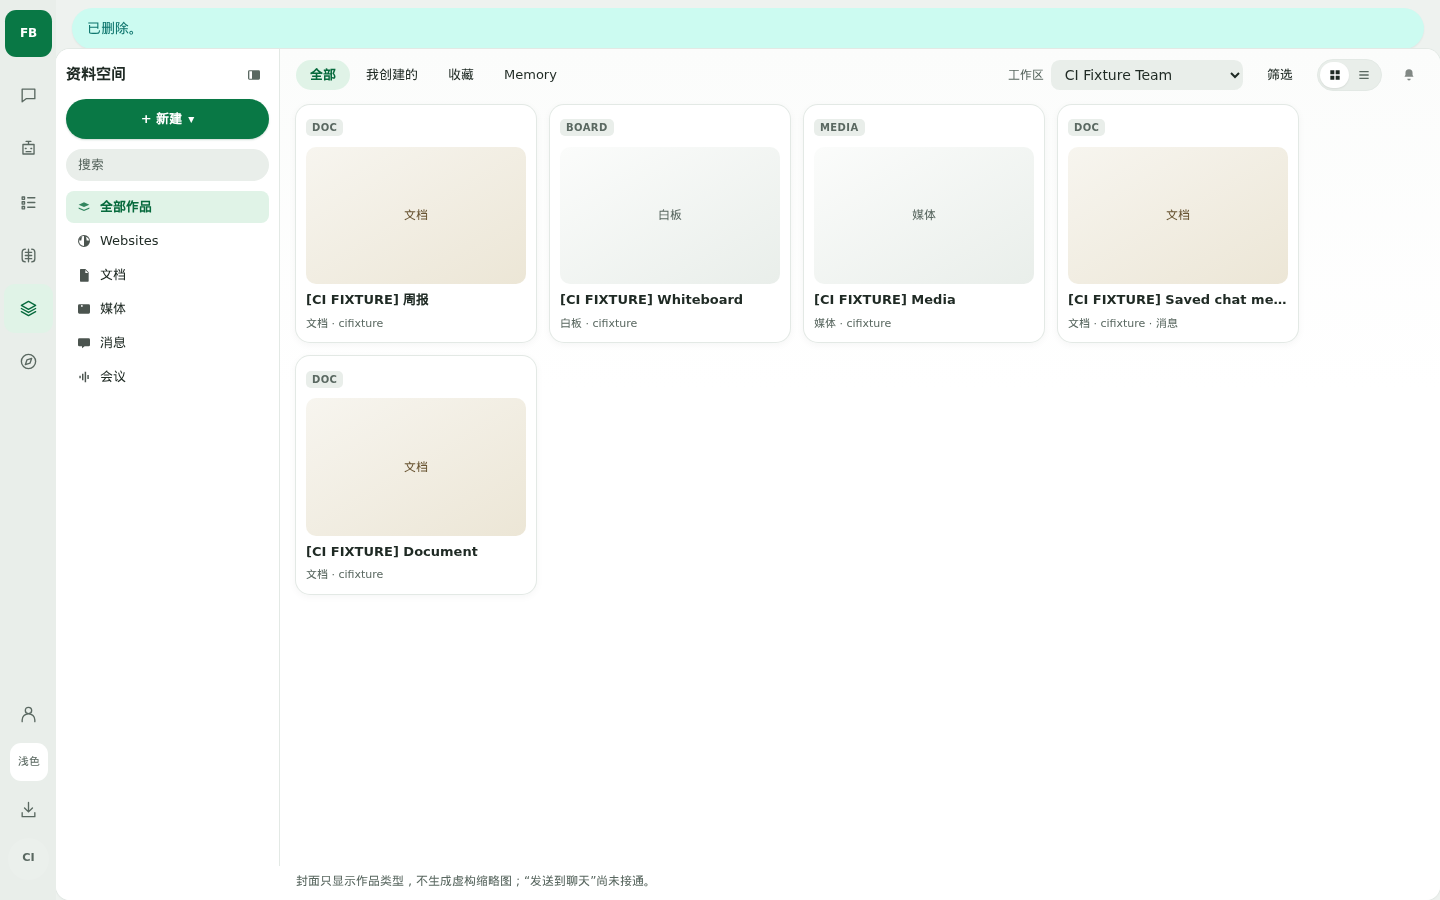 FB
已删除。
资料空间
+ 新建 ▾
搜索
全部作品
Websites
文档
媒体
消息
会议
浅色
CI
全部
我创建的
收藏
Memory
工作区
CI Fixture Team
筛选
DOC
文档
[CI FIXTURE] 周报
文档 · cifixture
BOARD
白板
[CI FIXTURE] Whiteboard
白板 · cifixture
MEDIA
媒体
[CI FIXTURE] Media
媒体 · cifixture
DOC
文档
[CI FIXTURE] Saved chat me…
文档 · cifixture · 消息
DOC
文档
[CI FIXTURE] Document
文档 · cifixture
封面只显示作品类型，不生成虚构缩略图；“发送到聊天”尚未接通。